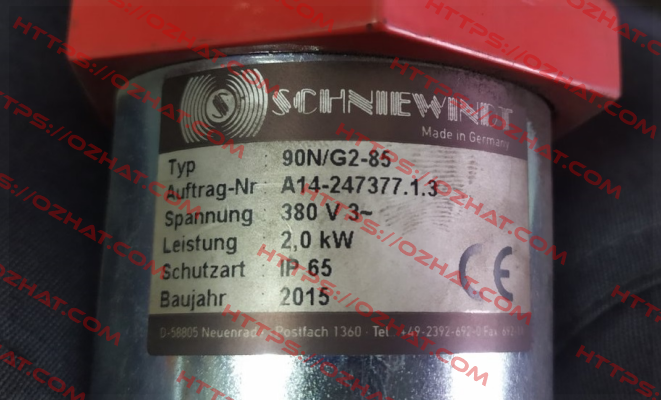 SCHNIEWINDT
Made in Germany
Typ : 90N/G2-85
Auftrag-Nr : A14-247377.1.3
Spannung : 380 V 3~
Leistung : 2,0 kW
Schutzart : IP 65
Baujahr : 2015
CE
D-58805 Neuenrade · Postfach 1360 · Tel. +49-2392-692-0 Fax
HTTPS://OZHAT.COM